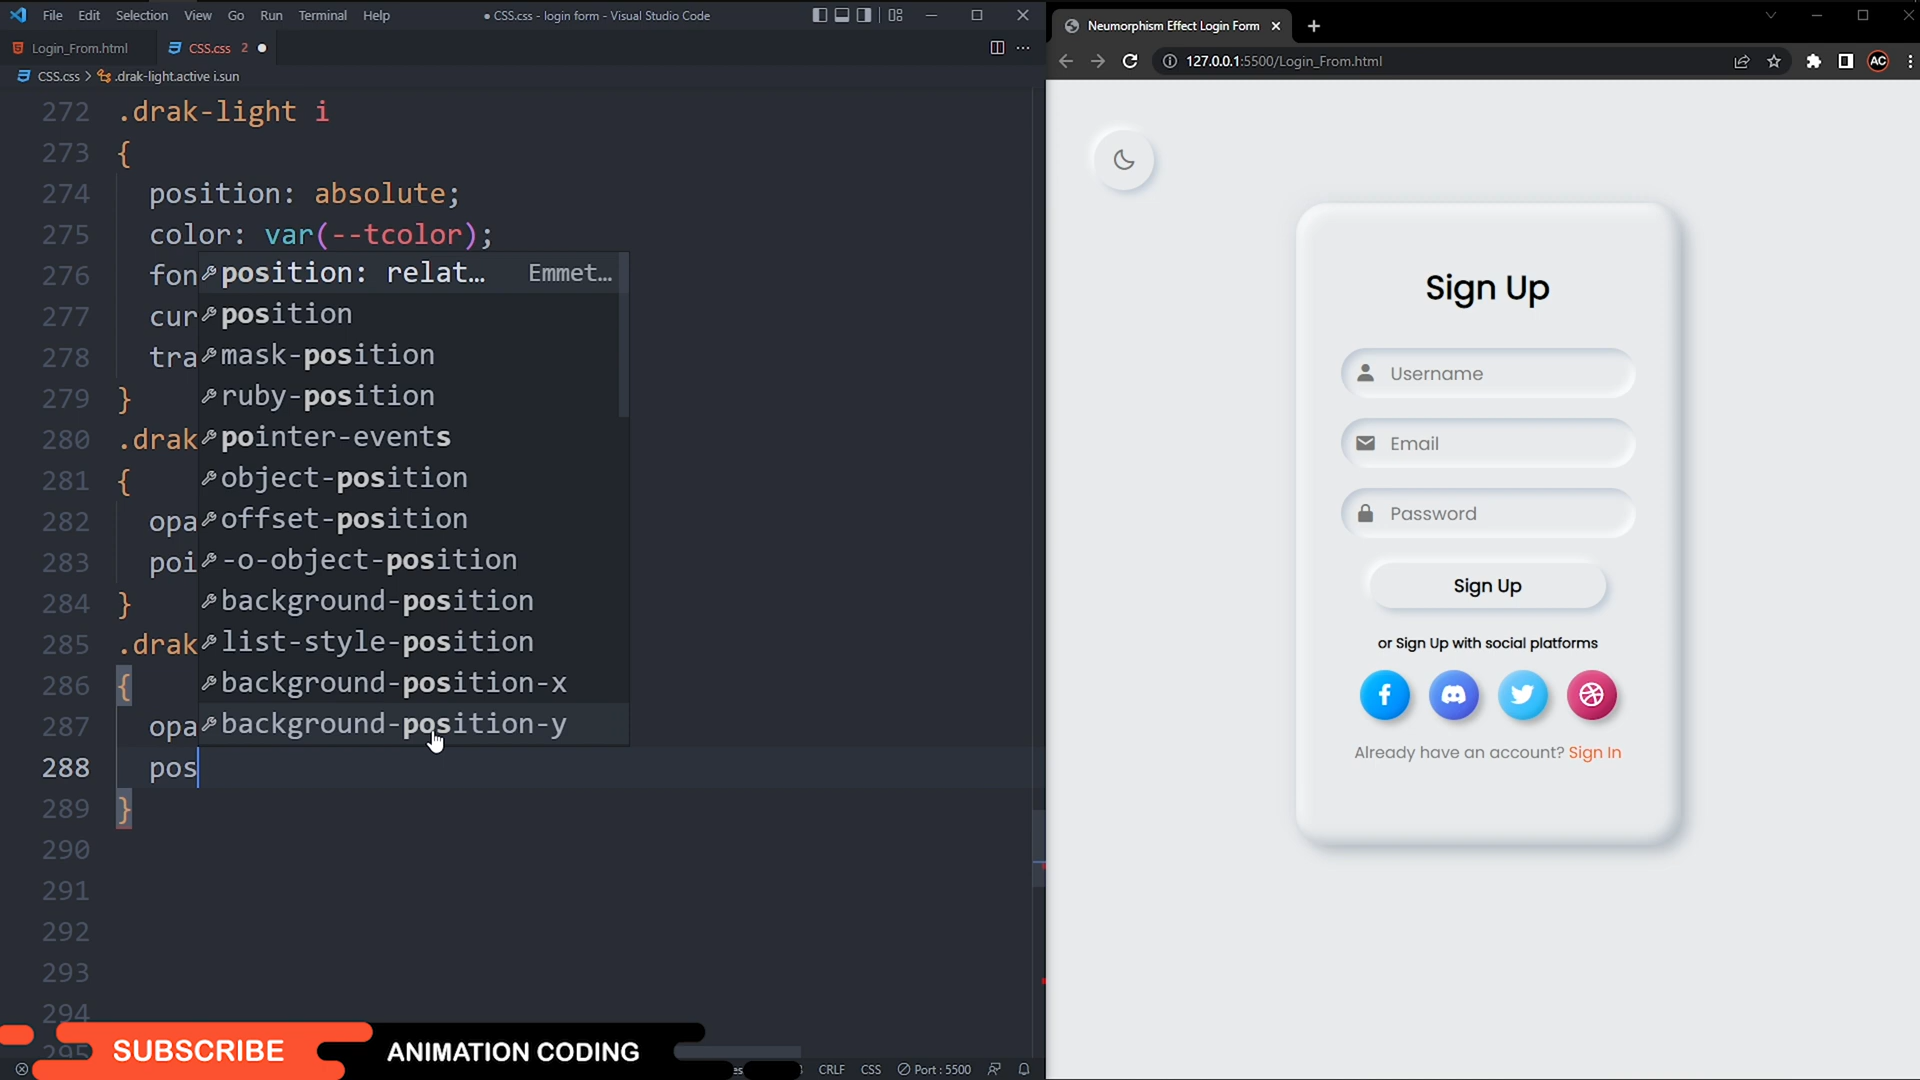 File Edit Selection View Go Run Terminal Help
● CSS.css - login form - Visual Studio Code
Login_From.html
CSS.css 2
CSS.css > .drak-light.active i.sun
272 .drak-light i
273 {
274 position: absolute;
275 color: var(--tcolor);
276 fon
277 cur
278 tra
279 }
280 .drak
281 {
282 opa
283 poi
284 }
285 .drak
286 {
287 opa
288 pos
289 }
290
291
292
293
294
295
position: relat… Emmet…
position
mask-position
ruby-position
pointer-events
object-position
offset-position
-o-object-position
background-position
list-style-position
background-position-x
background-position-y
SUBSCRIBE
ANIMATION CODING
CRLF CSS Port : 5500
Neumorphism Effect Login Form
127.0.0.1:5500/Login_From.html
AC
Sign Up
Username
Email
Password
Sign Up
or Sign Up with social platforms
Already have an account? Sign In